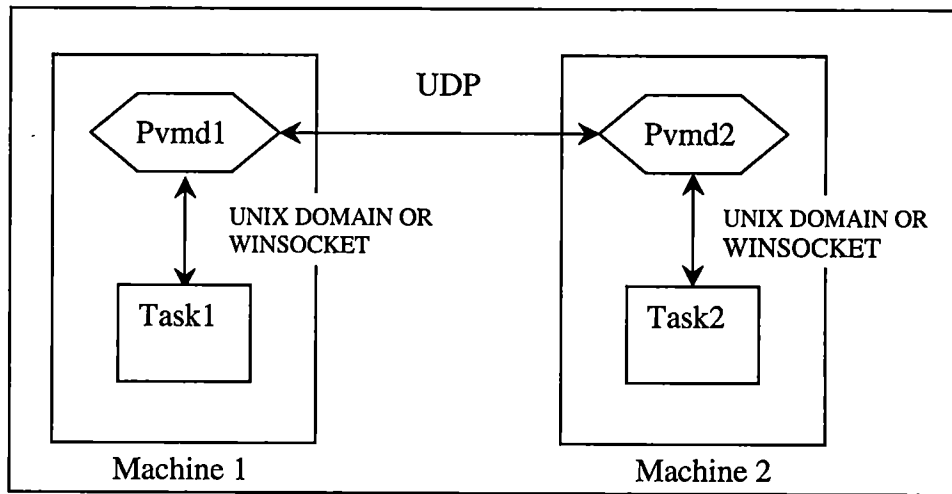 UDP
Pvmd1
Pvmd2
UNIX DOMAIN OR
WINSOCKET
UNIX DOMAIN OR
WINSOCKET
Task1
Task2
Machine 1
Machine 2